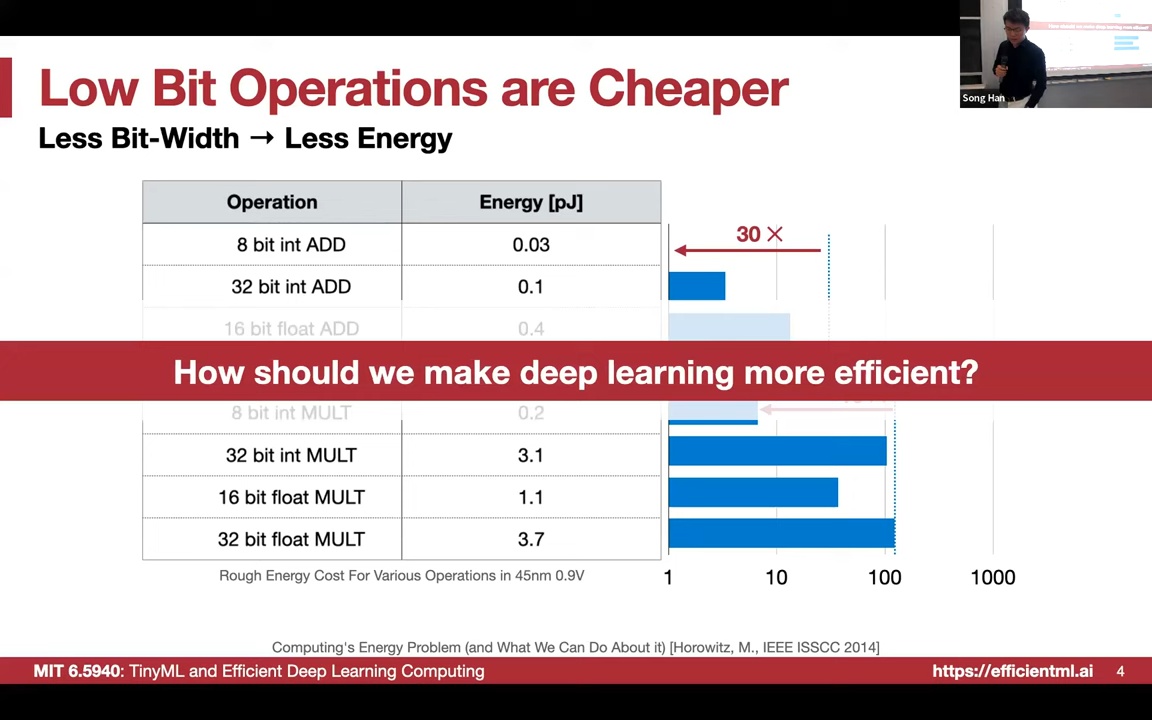 Low Bit Operations are Cheaper
Less Bit-Width → Less Energy
Song Han
Operation Energy [pJ]
8 bit int ADD 0.03
32 bit int ADD 0.1
16 bit float ADD 0.4
30 ×
How should we make deep learning more efficient?
8 bit int MULT 0.2
32 bit int MULT 3.1
16 bit float MULT 1.1
32 bit float MULT 3.7
Rough Energy Cost For Various Operations in 45nm 0.9V
1 10 100 1000
Computing's Energy Problem (and What We Can Do About it) [Horowitz, M., IEEE ISSCC 2014]
MIT 6.5940: TinyML and Efficient Deep Learning Computing
https://efficientml.ai 4